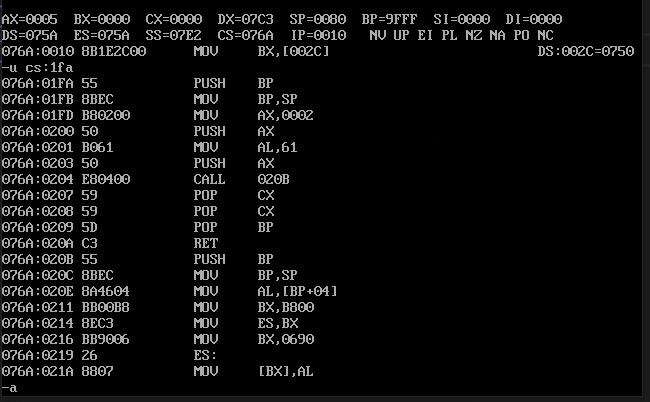 AX=0005  BX=0000  CX=0000  DX=07C3  SP=0080  BP=9FFF  SI=0000  DI=0000
DS=075A  ES=075A  SS=07E2  CS=076A  IP=0010   NV UP EI PL NZ NA PO NC
076A:0010 8B1E2C00      MOV     BX,[002C]                          DS:002C=0750
-u cs:1fa
076A:01FA 55            PUSH    BP
076A:01FB 8BEC          MOV     BP,SP
076A:01FD B80200        MOV     AX,0002
076A:0200 50            PUSH    AX
076A:0201 B061          MOV     AL,61
076A:0203 50            PUSH    AX
076A:0204 E80400        CALL    020B
076A:0207 59            POP     CX
076A:0208 59            POP     CX
076A:0209 5D            POP     BP
076A:020A C3            RET
076A:020B 55            PUSH    BP
076A:020C 8BEC          MOV     BP,SP
076A:020E 8A4604        MOV     AL,[BP+04]
076A:0211 BB00B8        MOV     BX,B800
076A:0214 8EC3          MOV     ES,BX
076A:0216 BB9006        MOV     BX,0690
076A:0219 26            ES:
076A:021A 8807          MOV     [BX],AL
-a